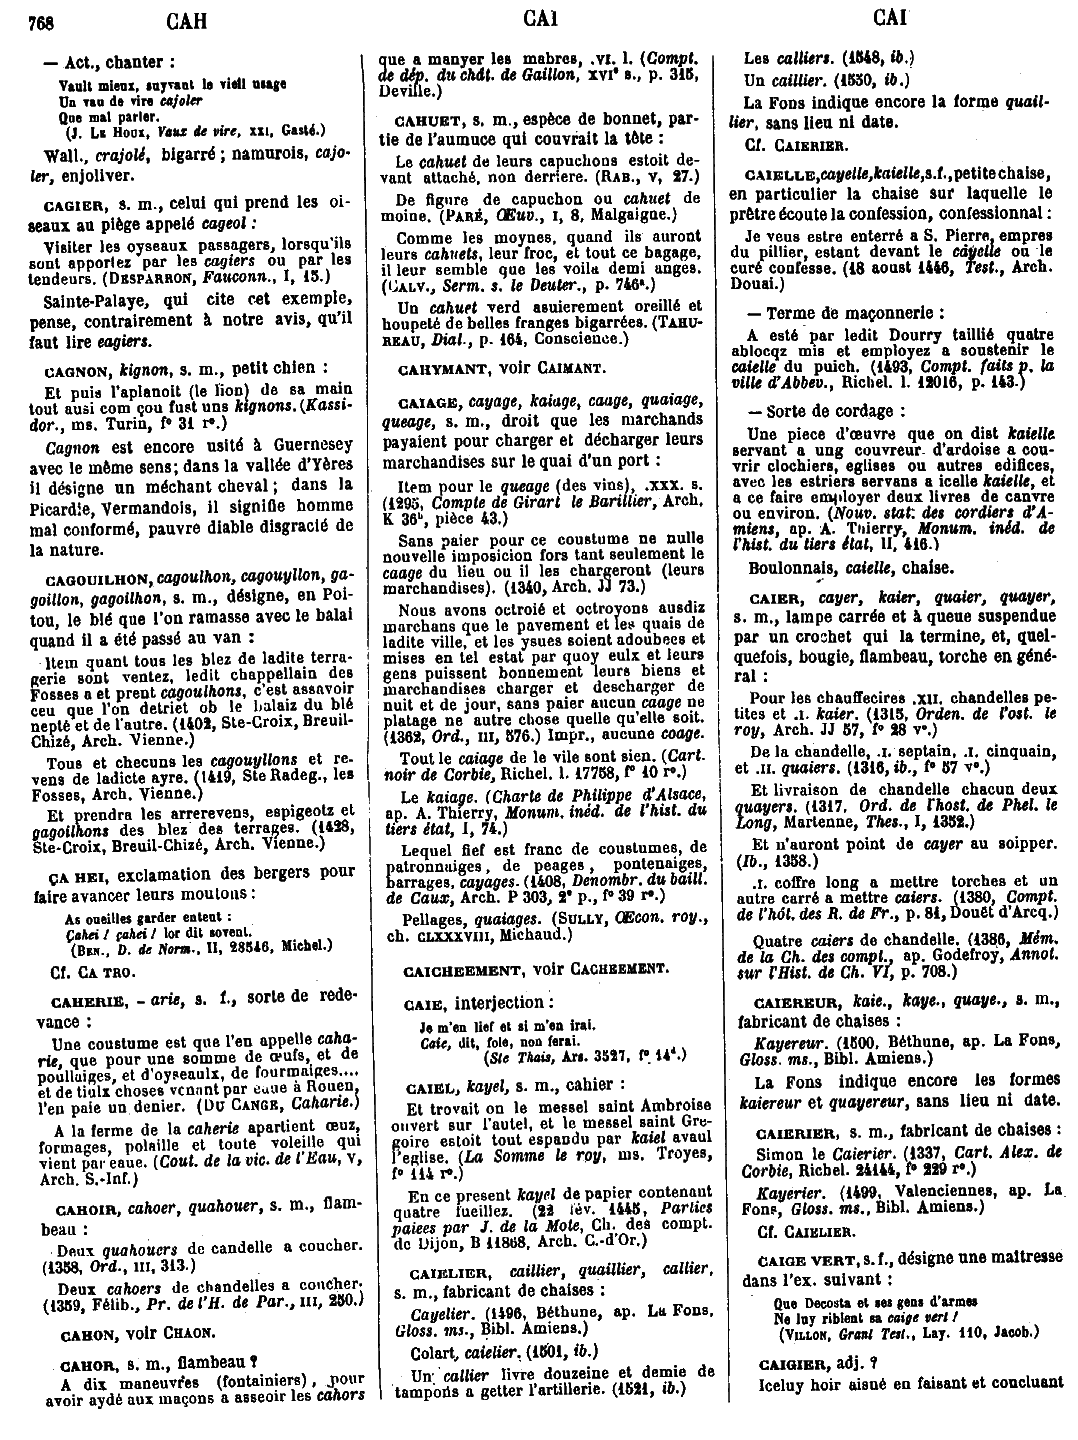 768 CAH CAI CAI
— Act., chanter :
Vault mieux, suyvant le vieil usage
Un vau de vire cajoler
Que mal parler.
(J. LE HOUX, Vaux de vire, XXI, Gasté.)
Wall., crajolé, bigarré ; namurois, cajo-
ler, enjoliver.
CAGIER, s. m., celui qui prend les oi-
seaux au piège appelé cageol :
Visiter les oyseaux passagers, lorsqu'ils
sont apportez par les cagiers ou par les
tendeurs. (DESPARRON, Fauconn., I, 15.)
Sainte-Palaye, qui cite cet exemple,
pense, contrairement à notre avis, qu'il
faut lire eagiers.
CAGNON, kignon, s. m., petit chien :
Et puis l'aplanoit (le lion) de sa main
tout ausi com çou fust uns kignons. (Kassi-
dor., ms. Turin, f° 31 r°.)
Cagnon est encore usité à Guernesey
avec le même sens ; dans la vallée d'Yères
il désigne un méchant cheval ; dans la
Picardie, Vermandois, il signifie homme
mal conformé, pauvre diable disgracié de
la nature.
CAGOUILHON, cagoulhon, cagouyllon, ga-
goillon, gagoilhon, s. m., désigne, en Poi-
tou, le blé que l'on ramasse avec le balai
quand il a été passé au van :
Item quant tous les blez de ladite terra-
gerie sont ventez, ledit chappellain des
Fosses a et prent cagoulhons, c'est assavoir
ceu que l'on detriet ob le balaiz du blé
nepté et de l'autre. (1402, Ste-Croix, Breuil-
Chizé, Arch. Vienne.)
Tous et checuns les cagouyllons et re-
vens de ladicte ayre. (1419, Ste Radeg., les
Fosses, Arch. Vienne.)
Et prendra les arrerevens, espigeotz et
gagoilhons des blez des terrages. (1428,
Ste-Croix, Breuil-Chizé, Arch. Vienne.)
ÇA HEI, exclamation des bergers pour
faire avancer leurs moutons :
As oueilles garder entent :
Çahei ! çahei ! lor dit sovent.
(BEN., D. de Norm., II, 28546, Michel.)
Cf. CA TRO.
CAHERIE, - arie, s. f., sorte de rede-
vance :
Une coustume est que l'en appelle caha-
rie, que pour une somme de œufs, et de
poullaiges, et d'oyseaulx, de fourmaiges....
et de tiulx choses venant par eaue à Rouen,
l'en paie un denier. (DU CANGE, Caharie.)
A la ferme de la caherie apartient œuz,
formages, polaille et toute voleille qui
vient par eaue. (Cout. de la vic. de l'Eau, V,
Arch. S.-Inf.)
CAHOIR, cahoer, quahouer, s. m., flam-
beau :
Deux quahouers de candelle a coucher.
(1358, Ord., III, 313.)
Deux cahoers de chandelles a coucher.
(1359, Félib., Pr. de l'H. de Par., III, 250.)
CAHON, voir CHAON.
CAHOR, s. m., flambeau ?
A dix maneuvres (fontainiers), pour
avoir aydé aux maçons a asseoir les cahors
que a manyer les mabres, .VI. l. (Compt.
de dép. du chât. de Gaillon, XVIᵉ s., p. 315,
Deville.)
CAHUET, s. m., espèce de bonnet, par-
tie de l'aumuce qui couvrait la tête :
Le cahuet de leurs capuchons estoit de-
vant attaché, non derriere. (RAB., V, 27.)
De figure de capuchon ou cahuet de
moine. (PARÉ, Œuv., I, 8, Malgaigne.)
Comme les moynes, quand ils auront
leurs cahuets, leur froc, et tout ce bagage,
il leur semble que les voila demi anges.
(CALV., Serm. s. le Deuter., p. 746ᵃ.)
Un cahuet verd asuierement oreillé et
houpeté de belles franges bigarrées. (TAHU-
REAU, Dial., p. 164, Conscience.)
CAHYMANT, voir CAIMANT.
CAIAGE, cayage, kaiage, caage, quaiage,
queage, s. m., droit que les marchands
payaient pour charger et décharger leurs
marchandises sur le quai d'un port :
Item pour le queage (des vins), .XXX. s.
(1295, Compte de Girart le Barillier, Arch.
K 36ᵇ, pièce 43.)
Sans paier pour ce coustume ne nulle
nouvelle imposicion fors tant seulement le
caage du lieu ou il les chargeront (leurs
marchandises). (1340, Arch. JJ 73.)
Nous avons octroié et octroyons ausdiz
marchans que le pavement et les quais de
ladite ville, et les ysues soient adoubees et
mises en tel estat par quoy eulx et leurs
gens puissent bonnement leurs biens et
marchandises charger et descharger de
nuit et de jour, sans paier aucun caage ne
platage ne autre chose quelle qu'elle soit.
(1362, Ord., III, 576.) Impr., aucune coage.
Tout le caiage de le vile sont sien. (Cart.
noir de Corbie, Richel. l. 17758, f° 10 r°.)
Le kaiage. (Charte de Philippe d'Alsace,
ap. A. Thierry, Monum. inéd. de l'hist. du
tiers état, I, 74.)
Lequel fief est franc de coustumes, de
patronnaiges, de peages, pontenaiges,
barrages, cayages. (1408, Denombr. du baill.
de Caux, Arch. P 303, 2ᵉ p., f° 39 r°.)
Pellages, quaiages. (SULLY, Œcon. roy.,
ch. CLXXXVIII, Michaud.)
CAICHEEMENT, voir CACHEEMENT.
CAIE, interjection :
Je m'en lief et si m'en irai.
Caie, dit, fole, non ferai.
(Ste Thais, Ars. 3527, f° 14ᵈ.)
CAIEL, kayel, s. m., cahier :
Et trovait on le messel saint Ambroise
ouvert sur l'autel, et le messel saint Gre-
goire estoit tout espandu par kaiel avaul
l'eglise. (La Somme le roy, ms. Troyes,
f° 114 r°.)
En ce present kayel de papier contenant
quatre fueillez. (22 fév. 1445, Parties
paiees par J. de la Mote, Ch. des compt.
de Dijon, B 11868, Arch. C.-d'Or.)
CAIELIER, caillier, quaillier, callier,
s. m., fabricant de chaises :
Cayelier. (1496, Béthune, ap. La Fons,
Gloss. ms., Bibl. Amiens.)
Colart, caielier. (1501, ib.)
Un callier livre douzeine et demie de
tampons a getter l'artillerie. (1521, ib.)
Les calliers. (1548, ib.)
Un caillier. (1550, ib.)
La Fons indique encore la forme quail-
lier, sans lieu ni date.
Cf. CAIERIER.
CAIELLE, cayelle, kaielle, s. f., petite chaise,
en particulier la chaise sur laquelle le
prêtre écoute la confession, confessionnal :
Je veus estre enterré a S. Pierre, empres
du pillier, estant devant le cayelle ou le
curé confesse. (18 aoust 1446, Test., Arch.
Douai.)
— Terme de maçonnerie :
A esté par ledit Dourry taillié quatre
ablocqz mis et employez a soustenir le
caielle du puich. (1493, Compt. faits p. la
ville d'Abbev., Richel. l. 12016, p. 143.)
— Sorte de cordage :
Une piece d'œuvre que on dist kaielle
servant a ung couvreur d'ardoise a cou-
vrir clochiers, eglises ou autres edifices,
avec les estriers servans a icelle kaielle, et
a ce faire employer deux livres de canvre
ou environ. (Nouv. stat. des cordiers d'A-
miens, ap. A. Thierry, Monum. inéd. de
l'hist. du tiers état, II, 416.)
Boulonnais, caielle, chaise.
CAIER, cayer, kaier, quaier, quayer,
s. m., lampe carrée et à queue suspendue
par un crochet qui la termine, et, quel-
quefois, bougie, flambeau, torche en géné-
ral :
Pour les chauffecires .XII. chandelles pe-
tites et .I. kaier. (1315, Orden. de l'ost. le
roy, Arch. JJ 57, f° 28 v°.)
De la chandelle, .I. septain, .I. cinquain,
et .II. quaiers. (1316, ib., f° 57 v°.)
Et livraison de chandelle chacun deux
quayers. (1317, Ord. de l'host. de Phel. le
Long, Martenne, Thes., I, 1352.)
Et n'auront point de cayer au soipper.
(Ib., 1358.)
.I. coffre long a mettre torches et un
autre carré a mettre caiers. (1380, Compt.
de l'hôt. des R. de Fr., p. 81, Douët d'Arcq.)
Quatre caiers de chandelle. (1386, Mém.
de la Ch. des compt., ap. Godefroy, Annot.
sur l'Hist. de Ch. VI, p. 708.)
CAIEREUR, kaie., kaye., quaye., s. m.,
fabricant de chaises :
Kayereur. (1500, Béthune, ap. La Fons,
Gloss. ms., Bibl. Amiens.)
La Fons indique encore les formes
kaiereur et quayereur, sans lieu ni date.
CAIERIER, s. m., fabricant de chaises :
Simon le Caierier. (1337, Cart. Alex. de
Corbie, Richel. 24144, f° 229 r°.)
Kayerier. (1499, Valenciennes, ap. La
Fons, Gloss. ms., Bibl. Amiens.)
Cf. CAIELIER.
CAIGE VERT, s. f., désigne une maîtresse
dans l'ex. suivant :
Que Decosta et ses gens d'armes
Ne luy riblent sa caige vert !
(VILLON, Grant Test., Lay. 110, Jacob.)
CAIGIER, adj. ?
Iceluy hoir aisné en faisant et concluant